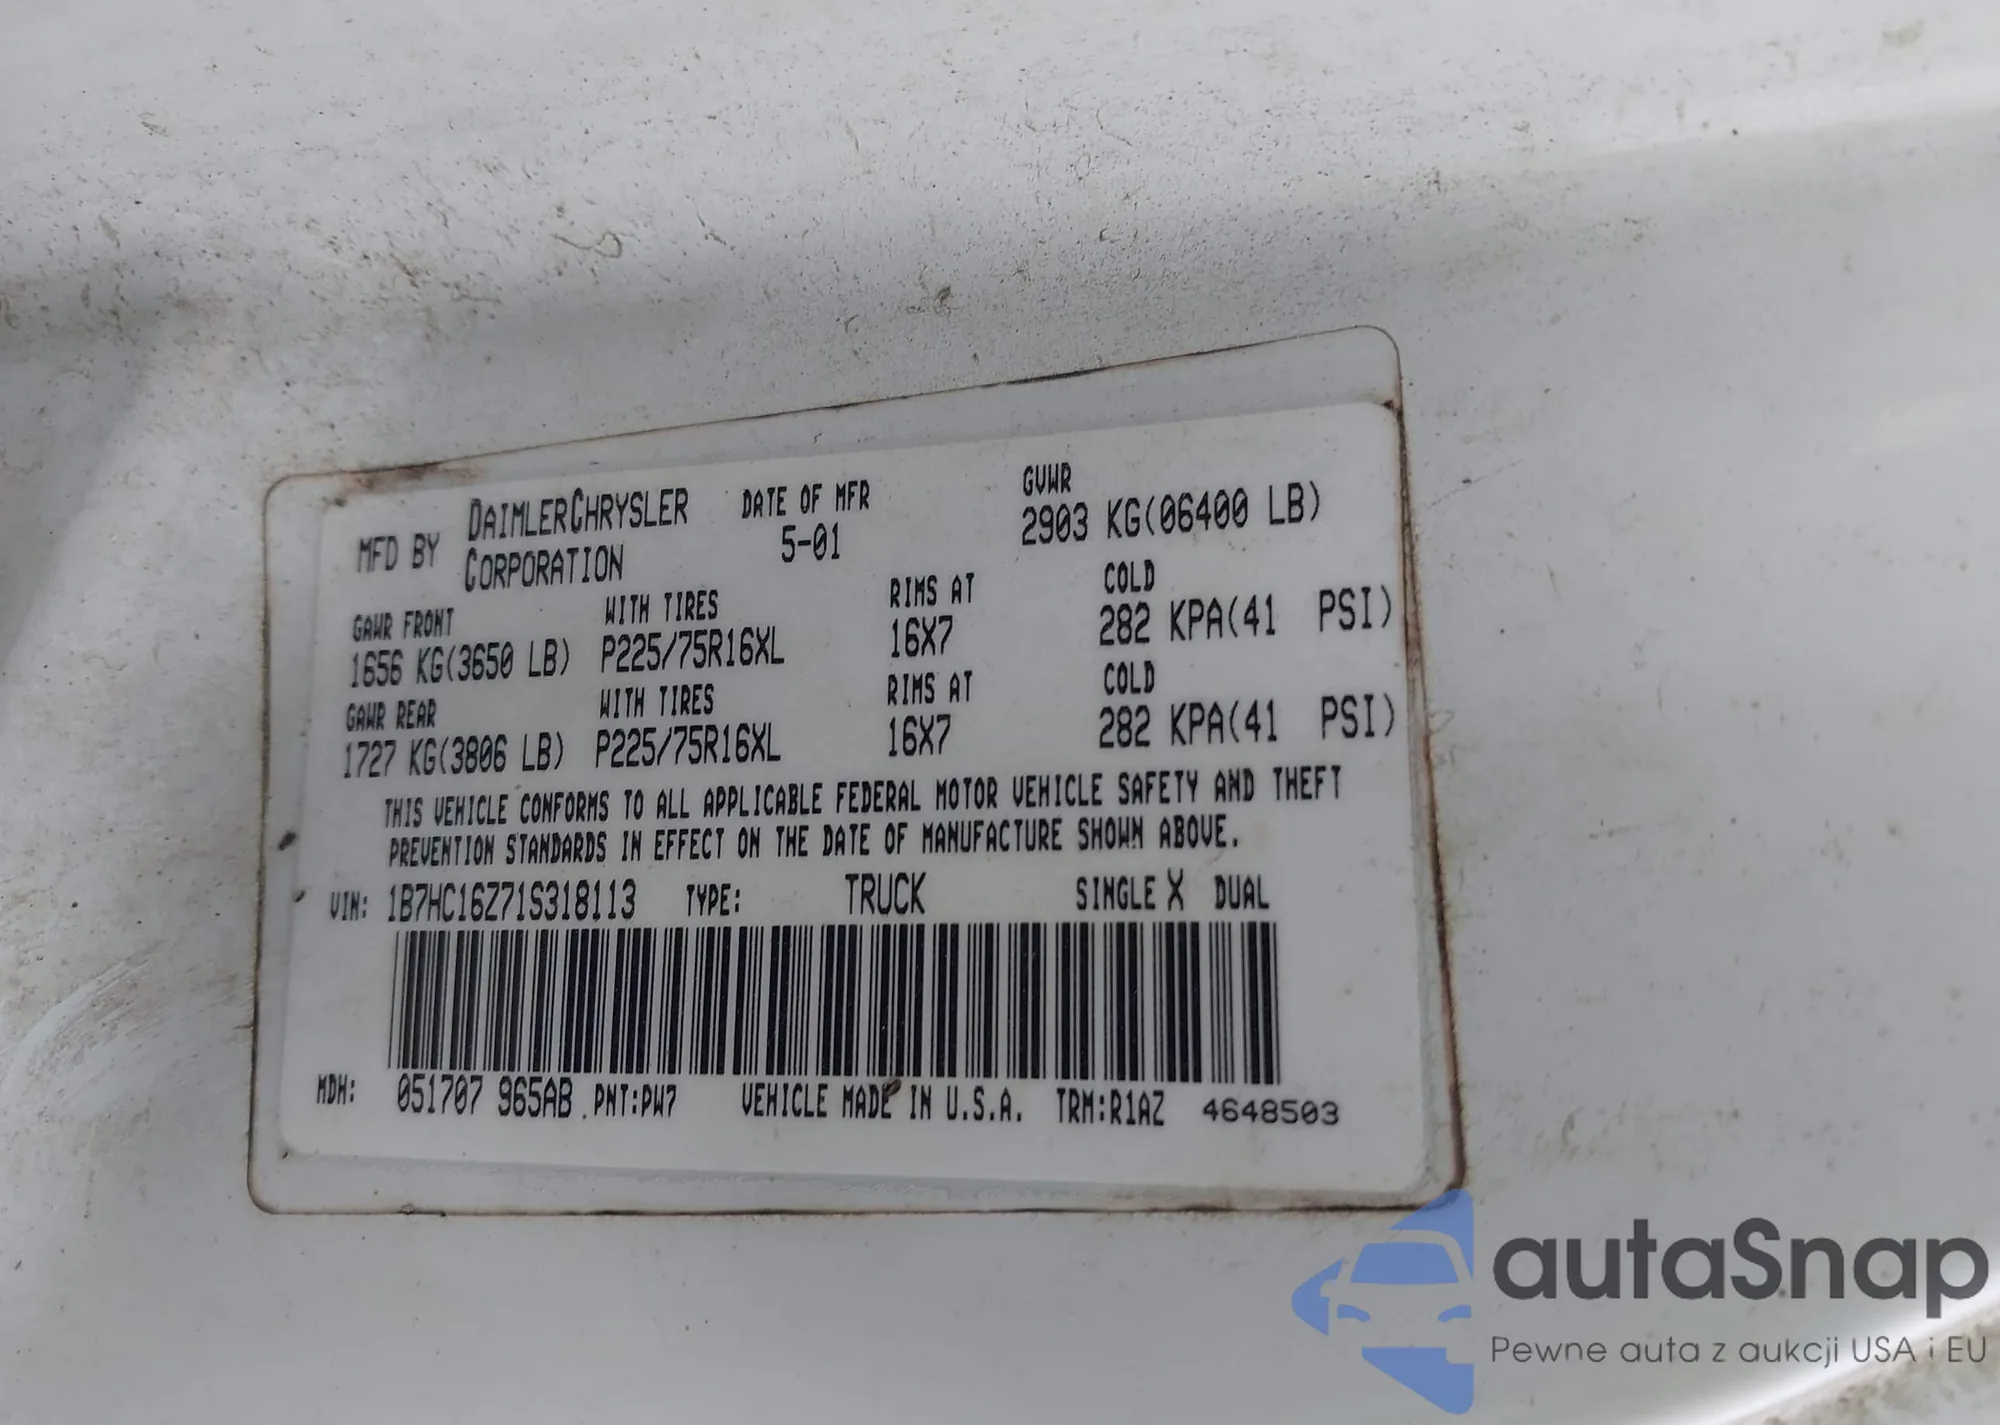 MFD BY DAIMLERCHRYSLER CORPORATION DATE OF MFR 5-01 GVWR 2903 KG(06400 LB)
GAWR FRONT WITH TIRES RIMS AT COLD
1656 KG(3650 LB) P225/75R16XL 16X7 282 KPA(41 PSI)
GAWR REAR WITH TIRES RIMS AT COLD
1727 KG(3806 LB) P225/75R16XL 16X7 282 KPA(41 PSI)
THIS VEHICLE CONFORMS TO ALL APPLICABLE FEDERAL MOTOR VEHICLE SAFETY AND THEFT
PREVENTION STANDARDS IN EFFECT ON THE DATE OF MANUFACTURE SHOWN ABOVE.
VIN: 1B7HC16Z71S318113 TYPE: TRUCK SINGLE X DUAL
MDH: 051707 965AB PNT:PW7 VEHICLE MADE IN U.S.A. TRM:R1AZ 4648503
autaSnap
Pewne auta z aukcji USA i EU